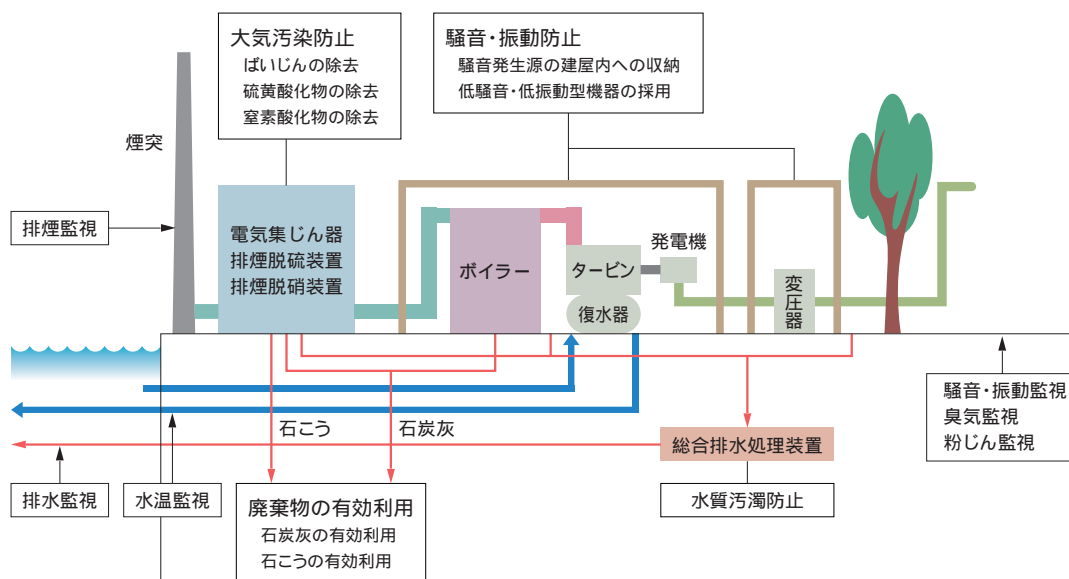 大気汚染防止
ばいじんの除去
硫黄酸化物の除去
窒素酸化物の除去
騒音・振動防止
騒音発生源の建屋内への収納
低騒音・低振動型機器の採用
煙突
排煙監視
電気集じん器
排煙脱硫装置
排煙脱硝装置
ボイラー
タービン
復水器
発電機
変圧器
騒音・振動監視
臭気監視
粉じん監視
石こう
石炭灰
総合排水処理装置
排水監視
水温監視
廃棄物の有効利用
石炭灰の有効利用
石こうの有効利用
水質汚濁防止